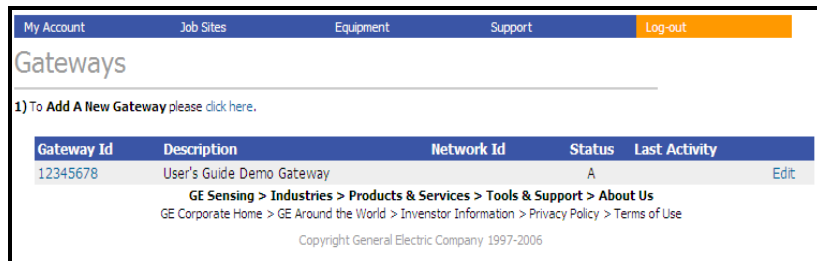 My Account Job Sites Equipment Support Log-out
Gateways
1) To Add A New Gateway please click here.
Gateway Id Description Network Id Status Last Activity
12345678 User's Guide Demo Gateway A Edit
GE Sensing > Industries > Products & Services > Tools & Support > About Us
GE Corporate Home > GE Around the World > Invenstor Information > Privacy Policy > Terms of Use
Copyright General Electric Company 1997-2006